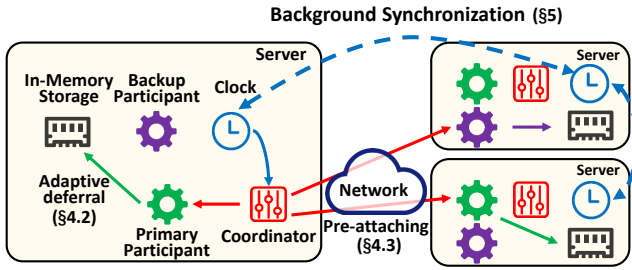 Background Synchronization (§5)
Server
In-Memory
Storage
Backup
Participant
Clock
Adaptive
deferral
(§4.2)
Primary
Participant
Coordinator
Network
Pre-attaching
(§4.3)
Server
Server